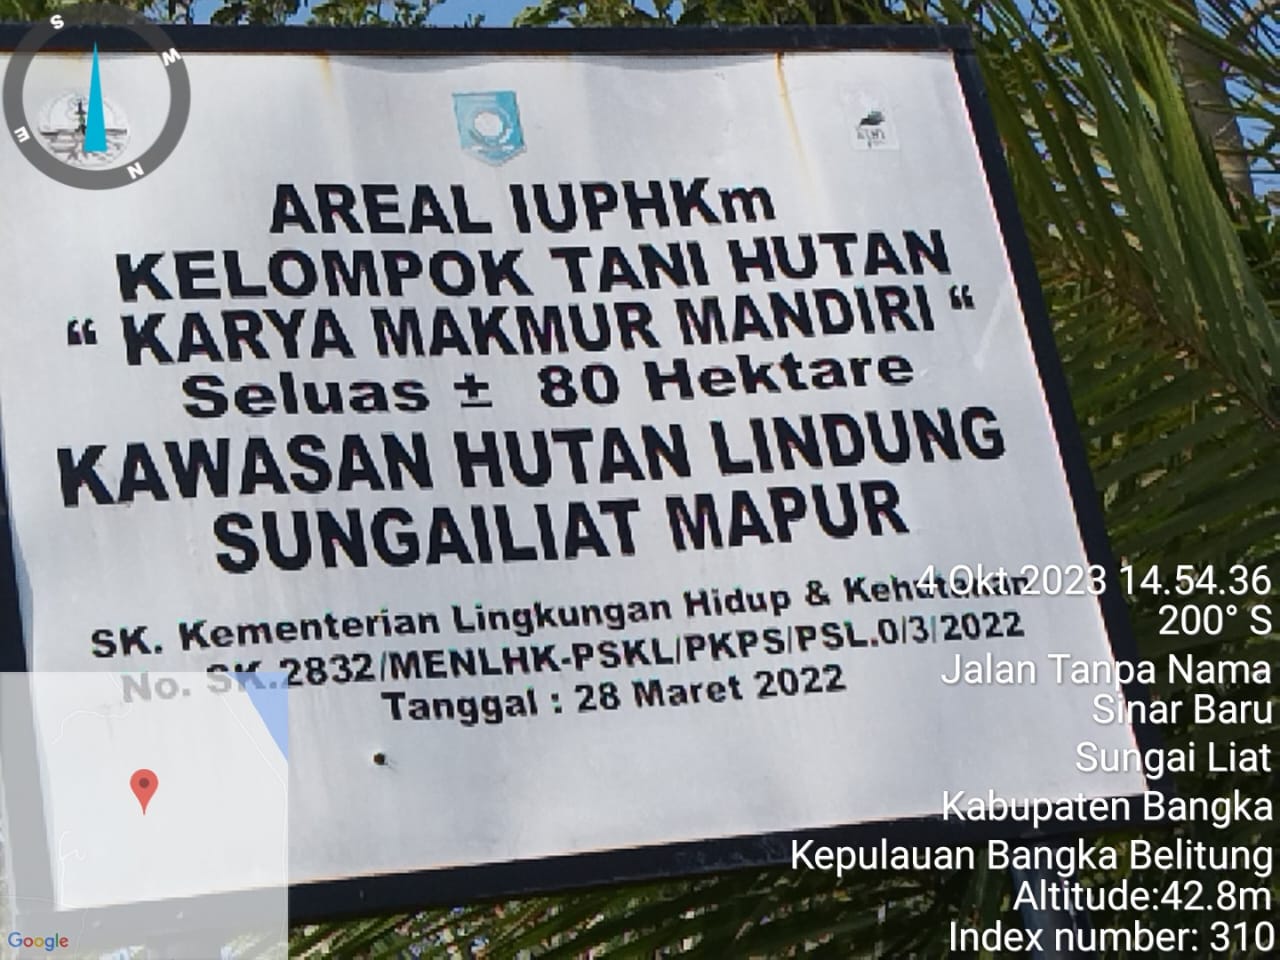 S
W
E
N
AREAL IUPHKm
KELOMPOK TANI HUTAN
“ KARYA MAKMUR MANDIRI “
Seluas ± 80 Hektare
KAWASAN HUTAN LINDUNG
SUNGAILIAT MAPUR
SK. Kementerian Lingkungan Hidup & Kehutanan
No. SK.2832/MENLHK-PSKL/PKPS/PSL.0/3/2022
Tanggal : 28 Maret 2022
4 Okt 2023 14.54.36
200° S
Jalan Tanpa Nama
Sinar Baru
Sungai Liat
Kabupaten Bangka
Kepulauan Bangka Belitung
Altitude:42.8m
Index number: 310
Google